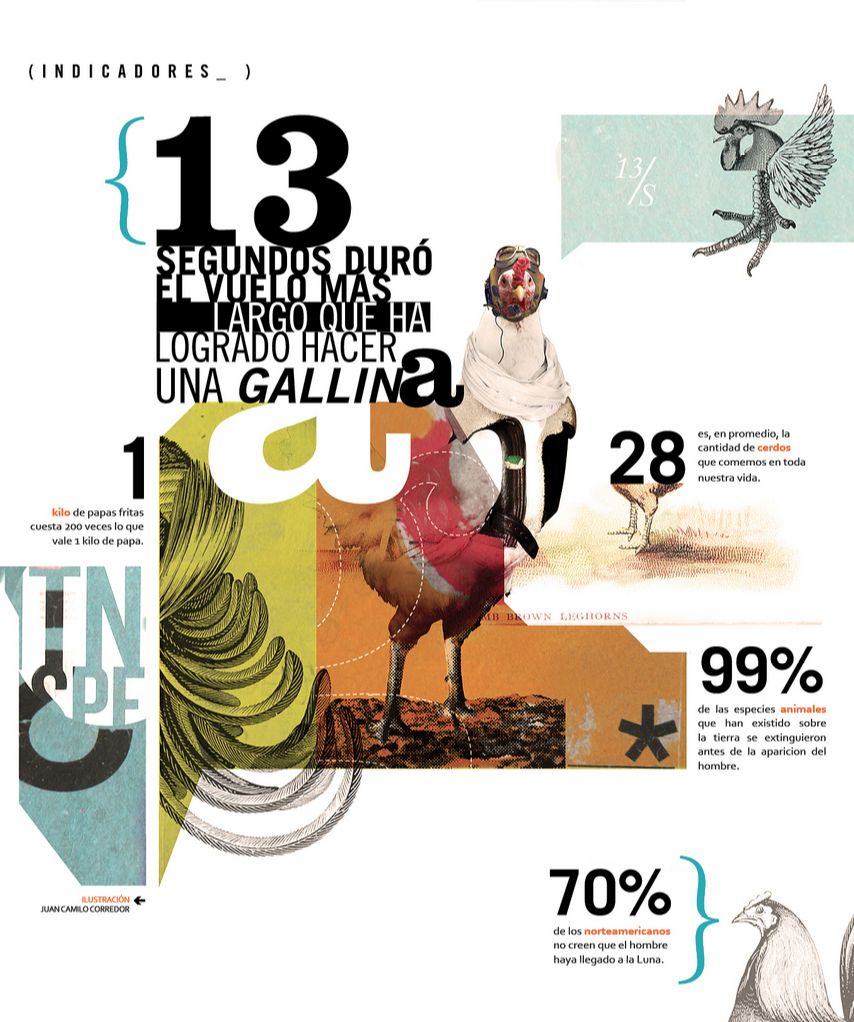 (INDICADORES_ )
13
SEGUNDOS DURÓ
EL VUELO MÁS
LARGO QUE HA
LOGRADO HACER
UNA GALLINa
a
13/S
1
kilo de papas fritas
cuesta 200 veces lo que
vale 1 kilo de papa.
28
es, en promedio, la
cantidad de cerdos
que comemos en toda
nuestra vida.
MB BROWN LEGHORNS
99%
de las especies animales
que han existido sobre
la tierra se extinguieron
antes de la aparicion del
hombre.
*
ILUSTRACIÓN
JUAN CAMILO CORREDOR
70%
de los norteamericanos
no creen que el hombre
haya llegado a la Luna.